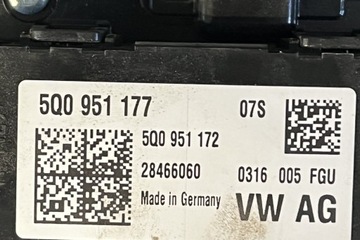 5Q0 951 177 07S
5Q0 951 172
28466060 0316 005 FGU
Made in Germany VW AG